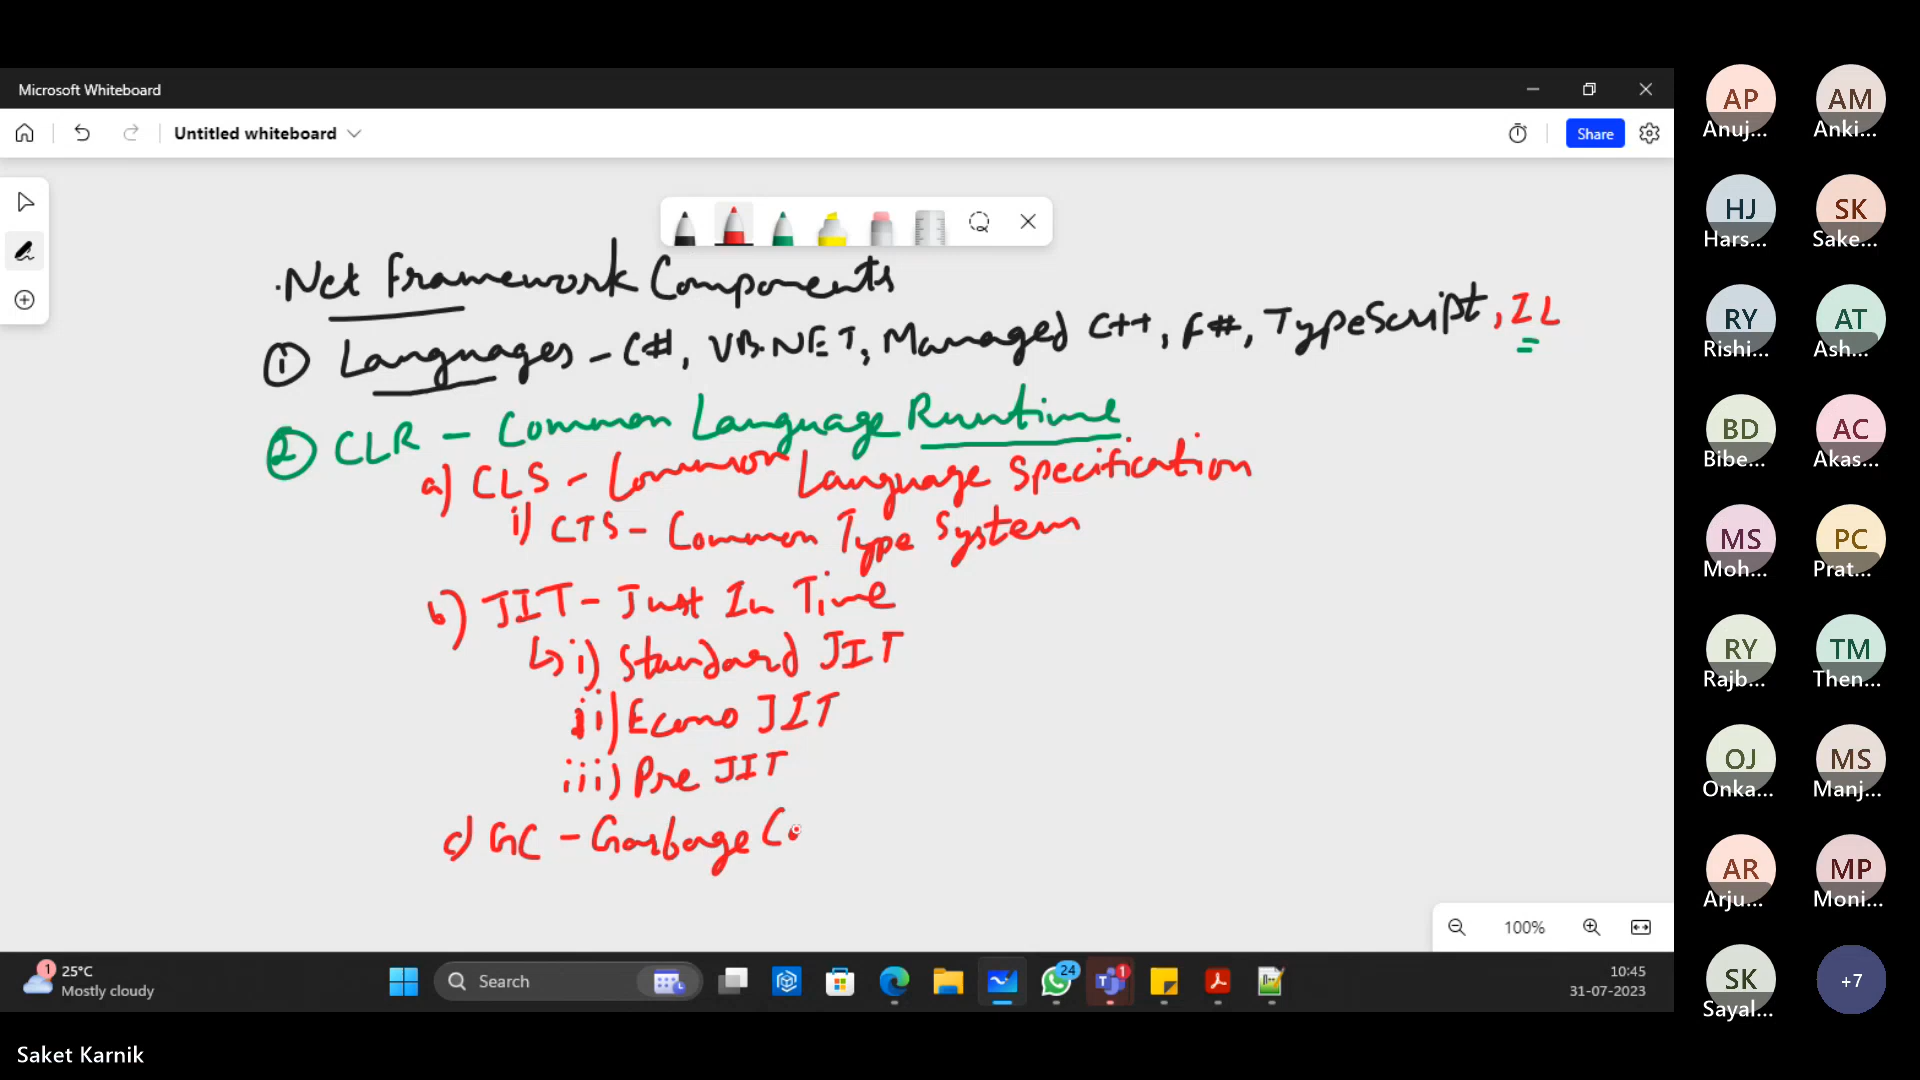 Microsoft Whiteboard
Untitled whiteboard
Share
.Net Framework Components
① Languages - C#, VB.NET, Managed C++, F#, TypeScript, IL
② CLR - Common Language Runtime
a) CLS - Common Language Specification
i) CTS - Common Type System
b) JIT - Just In Time
↳ i) Standard JIT
ii) Econo JIT
iii) Pre JIT
c) GC - Garbage Co
100%
AP AM
Anuj... Anki...
HJ SK
Hars... Sake...
RY AT
Rishi... Ash...
BD AC
Bibe... Akas...
MS PC
Moh... Prat...
RY TM
Rajb... Then...
OJ MS
Onka... Manj...
AR MP
Arju... Moni...
SK +7
Sayal...
1 25°C
Mostly cloudy
Search
24
1
10:45
31-07-2023
Saket Karnik